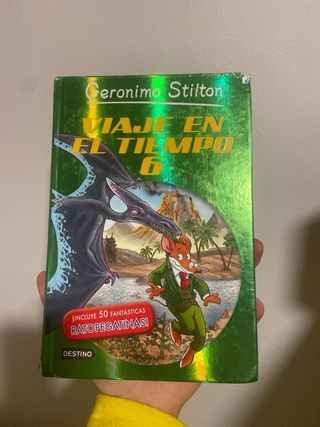 Geronimo Stilton
VIAJE EN
EL TIEMPO
6
¡INCLUYE 50 FANTÁSTICAS
RATOPEGATINAS!
DESTINO